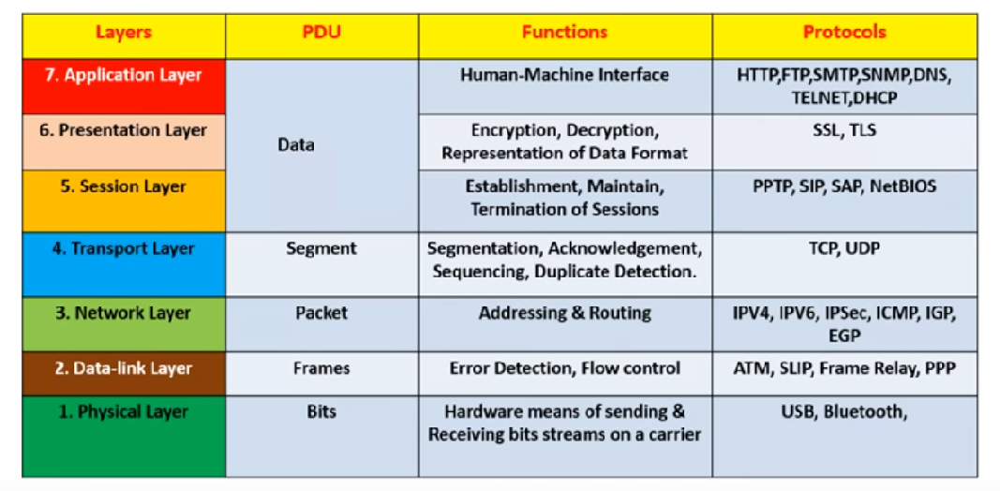 Layers PDU Functions Protocols
7. Application Layer Human-Machine Interface HTTP,FTP,SMTP,SNMP,DNS,
TELNET,DHCP
6. Presentation Layer Data Encryption, Decryption, SSL, TLS
Representation of Data Format
5. Session Layer Establishment, Maintain, PPTP, SIP, SAP, NetBIOS
Termination of Sessions
4. Transport Layer Segment Segmentation, Acknowledgement, TCP, UDP
Sequencing, Duplicate Detection.
3. Network Layer Packet Addressing & Routing IPV4, IPV6, IPSec, ICMP, IGP,
EGP
2. Data-link Layer Frames Error Detection, Flow control ATM, SLIP, Frame Relay, PPP
1. Physical Layer Bits Hardware means of sending & USB, Bluetooth,
Receiving bits streams on a carrier